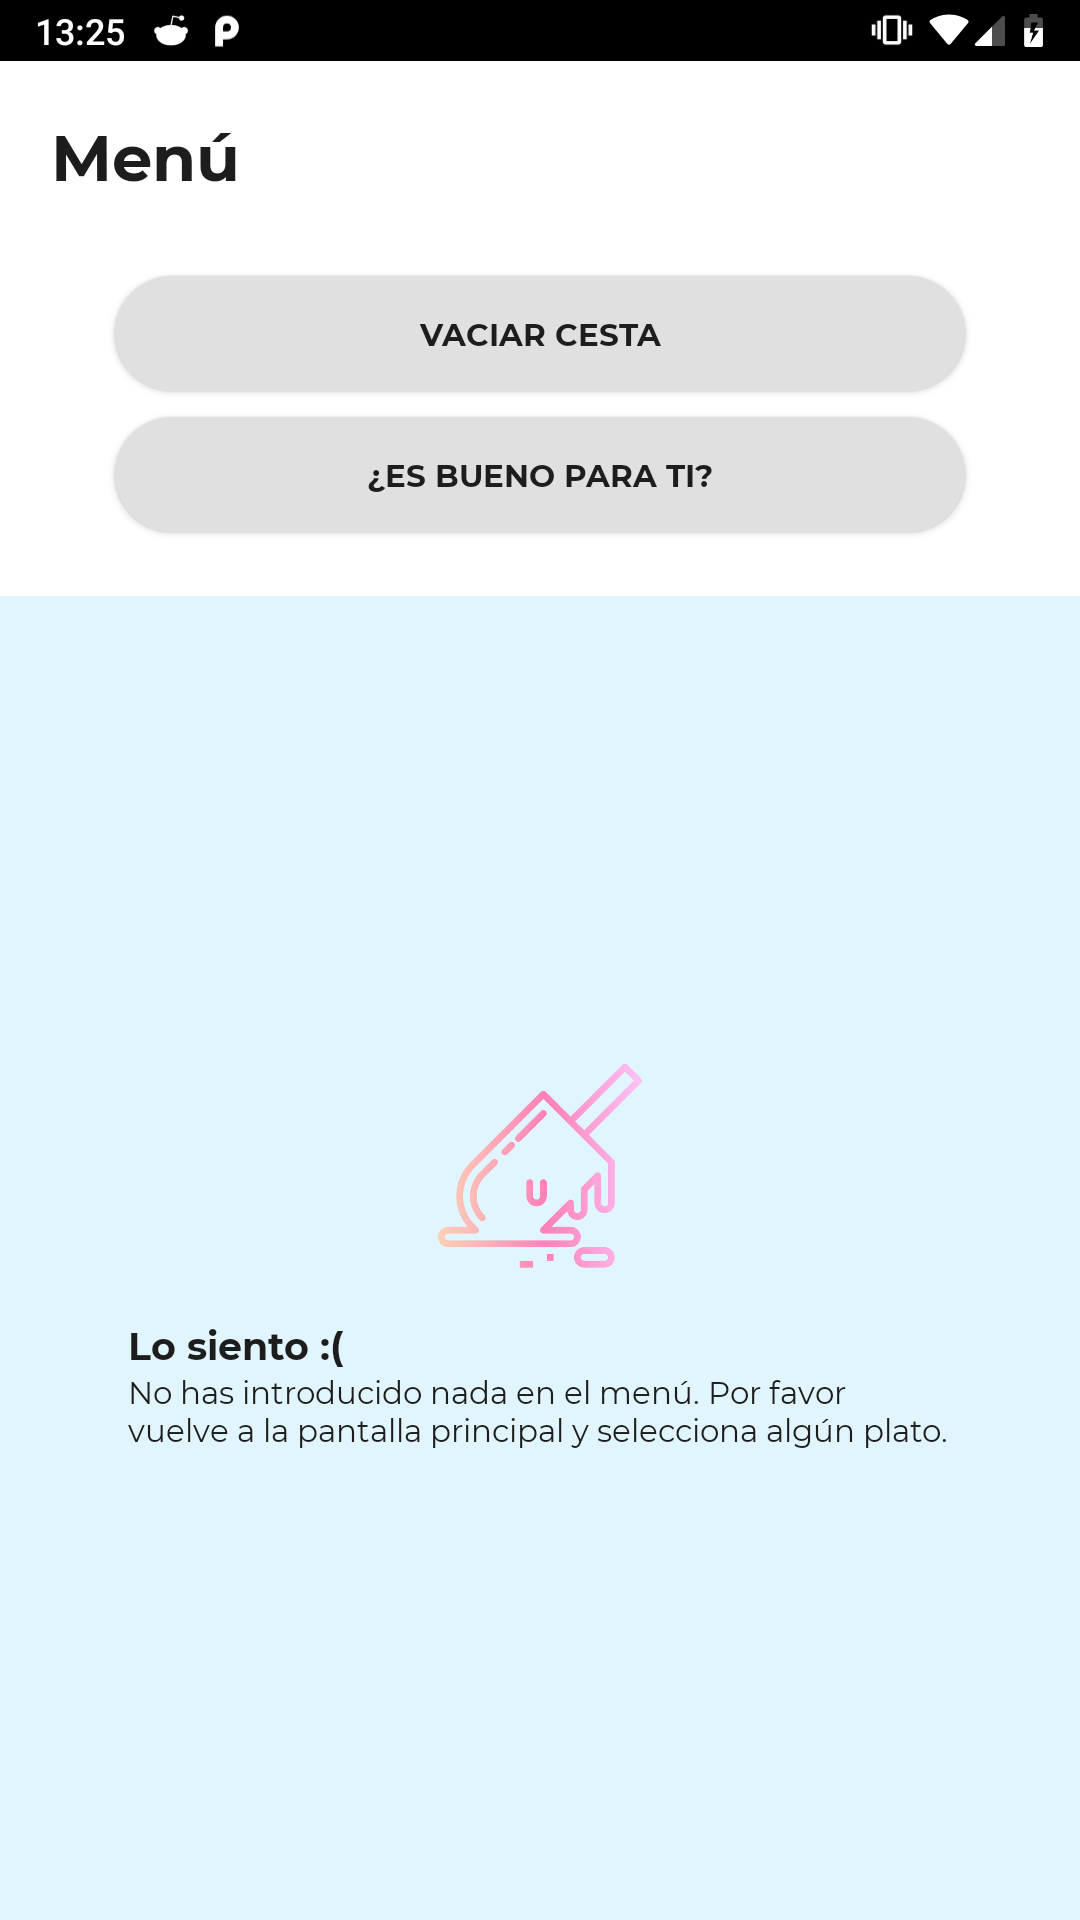 13:25
Menú
VACIAR CESTA
¿ES BUENO PARA TI?
Lo siento :(
No has introducido nada en el menú. Por favor
vuelve a la pantalla principal y selecciona algún plato.